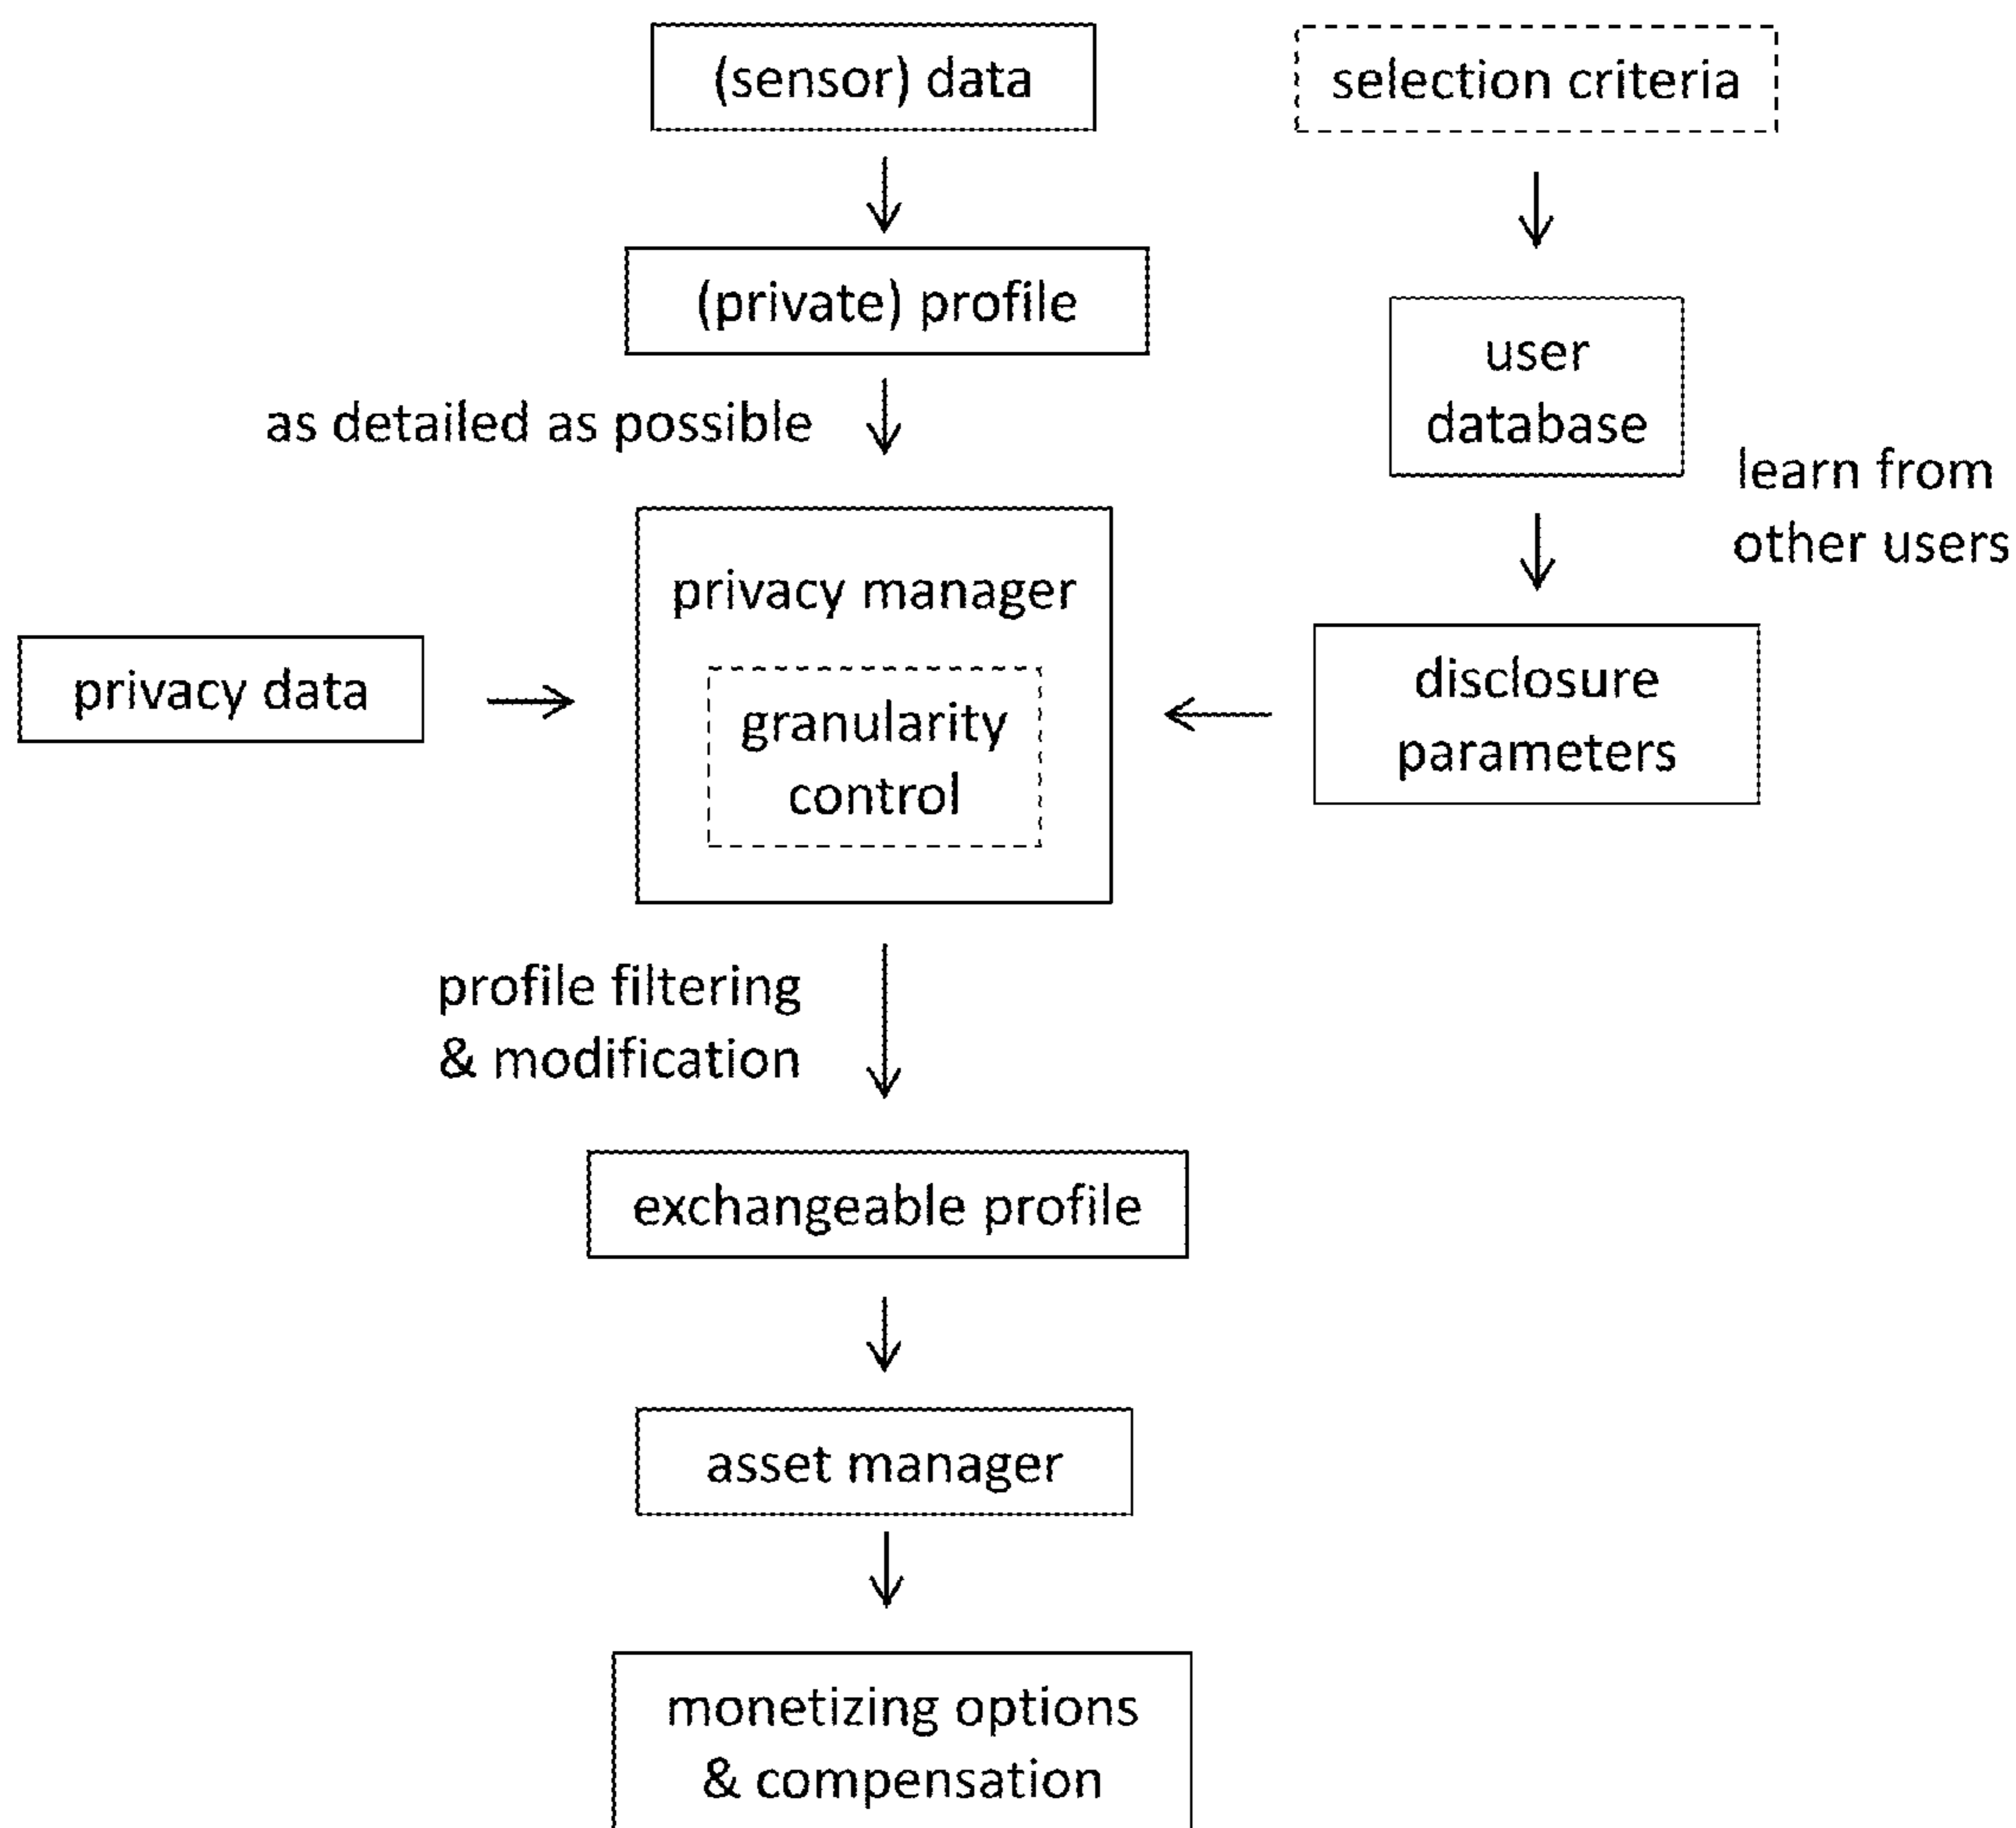 (sensor) data
selection criteria
(private) profile
user
database
as detailed as possible
learn from
other users
privacy manager
granularity
control
privacy data
disclosure
parameters
profile filtering
& modification
exchangeable profile
asset manager
monetizing options
& compensation